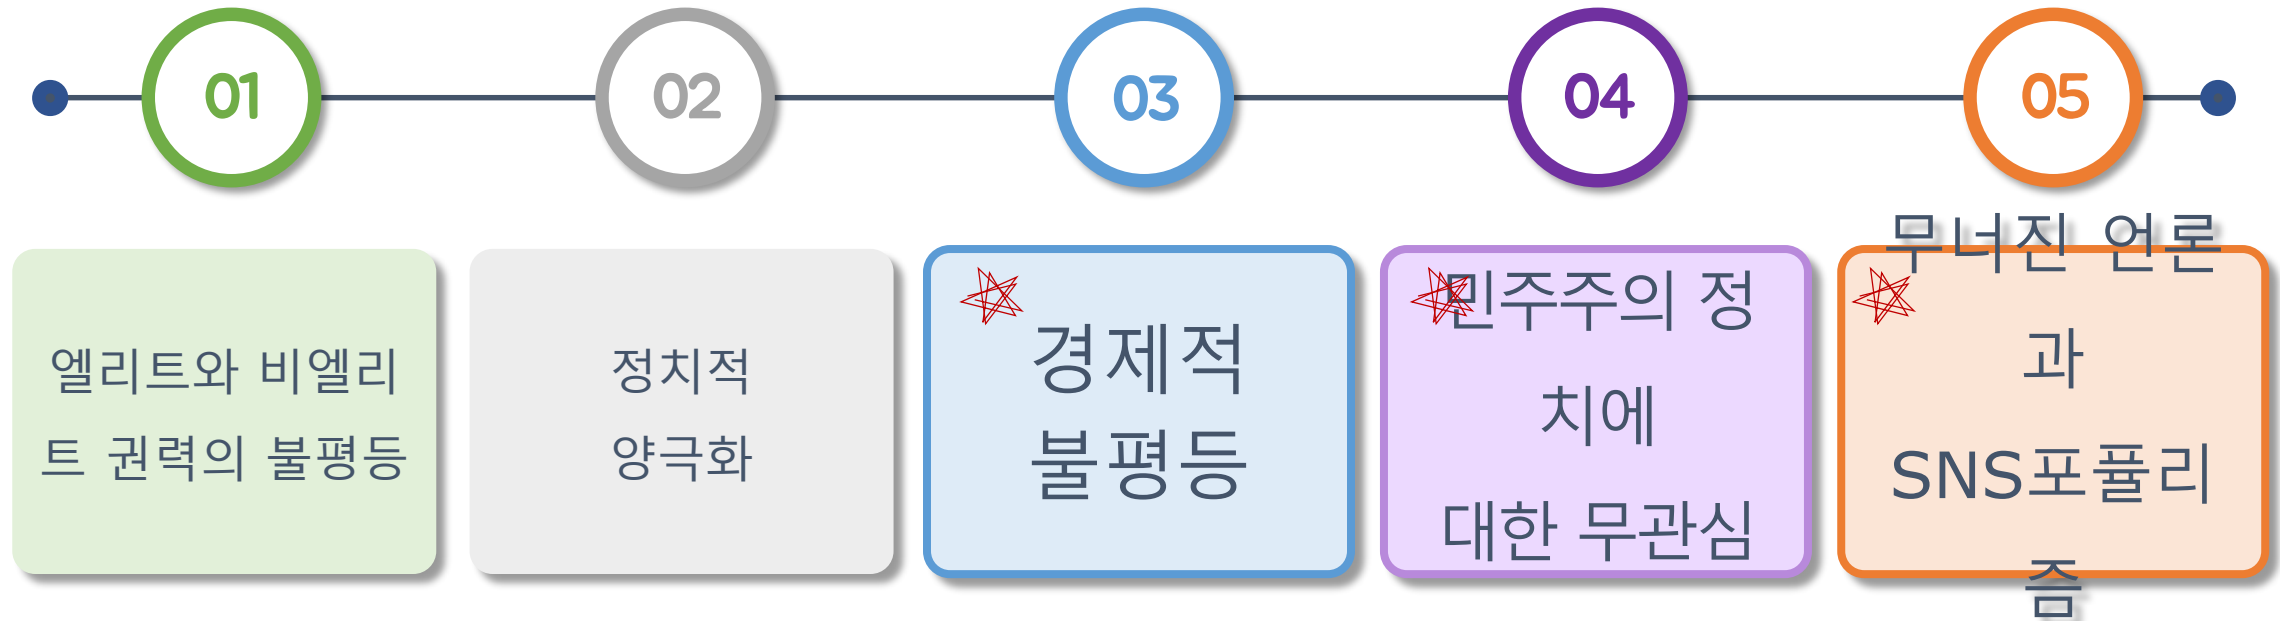 01
02
03
04
05
엘리트와 비엘리
트 권력의 불평등
정치적
양극화
경제적
불평등
민주주의 정
치에
대한 무관심
무너진 언론
과
SNS포퓰리
즘